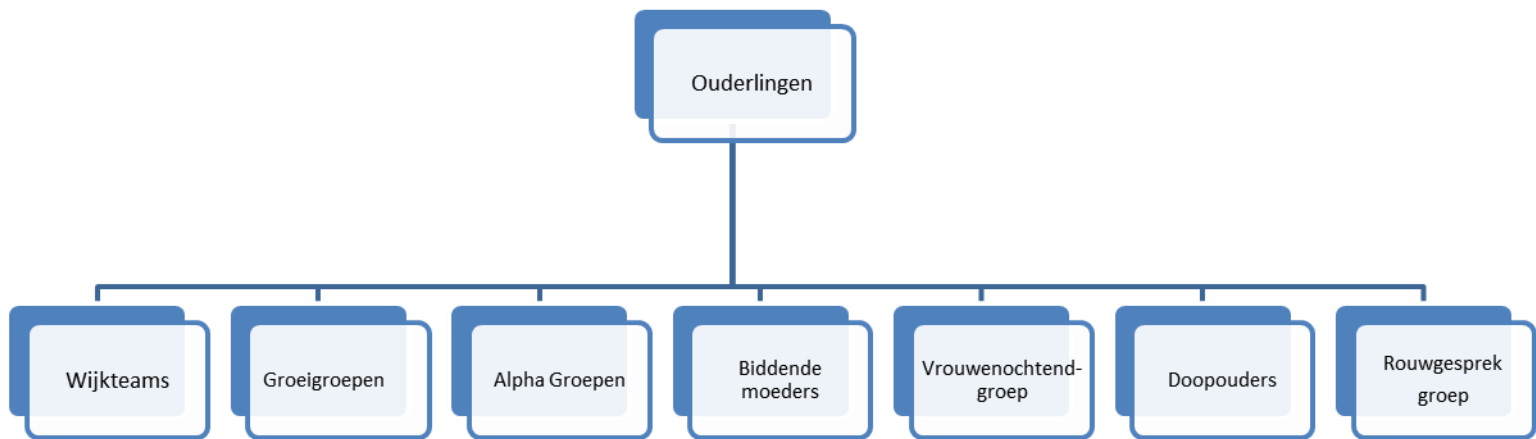 Ouderlingen
Wijkteams
Groeigroepen
Alpha Groepen
Biddende
moeders
Vrouwenochtend-
groep
Doopouders
Rouwgesprek
groep